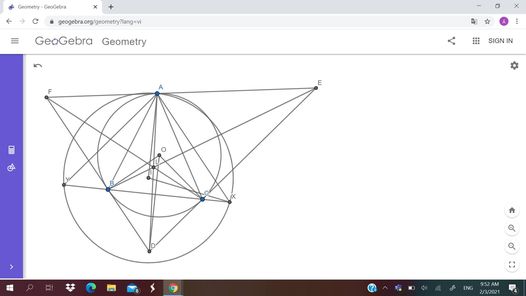 Geometry - GeoGebra
geogebra.org/geometry?lang=vi
A
GeoGebra Geometry
SIGN IN
F
A
E
O
Y
B
C
X
D
ENG
9:52 AM
2/3/2021